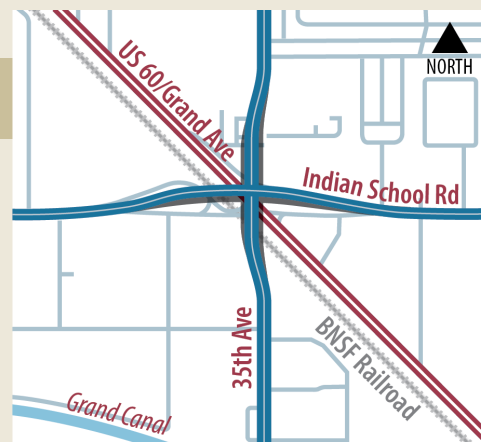 US 60/Grand Ave
NORTH
Indian School Rd
35th Ave
BNSF Railroad
Grand Canal